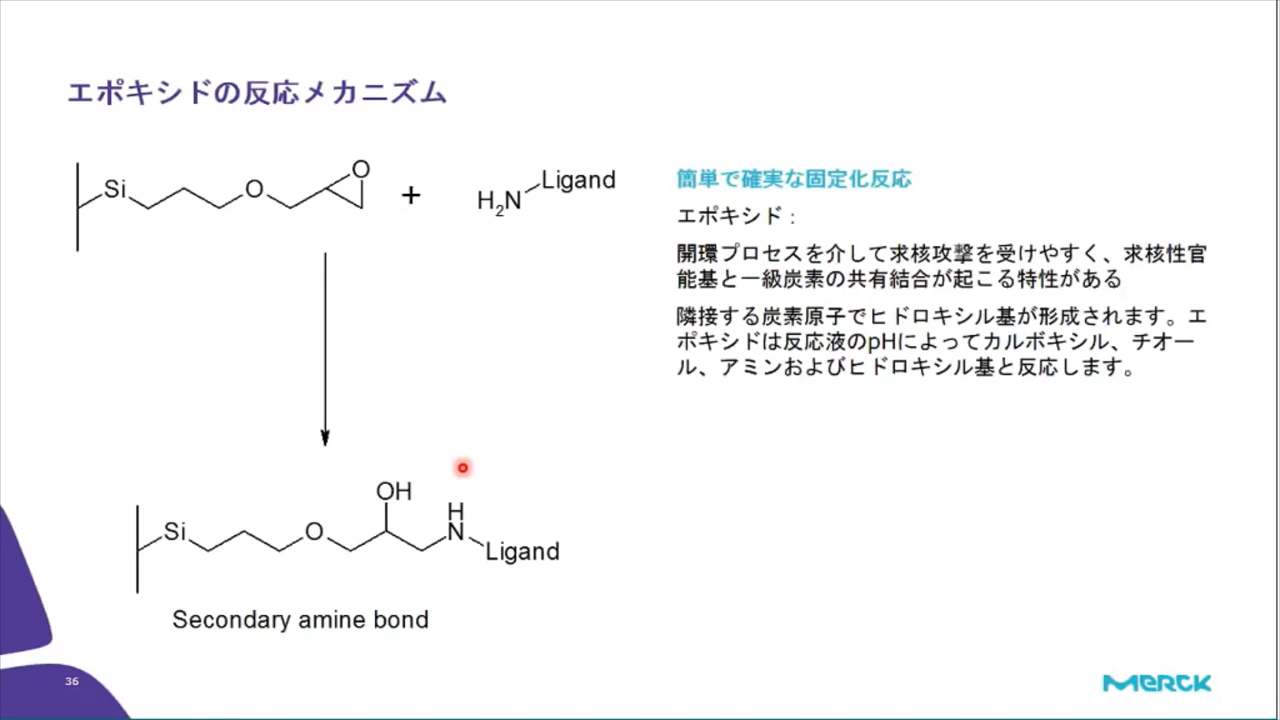 エポキシドの反応メカニズム
Si O O + H2N Ligand
簡単で確実な固定化反応
エポキシド：
開環プロセスを介して求核攻撃を受けやすく、求核性官
能基と一級炭素の共有結合が起こる特性がある
隣接する炭素原子でヒドロキシル基が形成されます。エ
ポキシドは反応液のpHによってカルボキシル、チオー
ル、アミンおよびヒドロキシル基と反応します。
OH
H
Si O N
Ligand
Secondary amine bond
36
MERCK